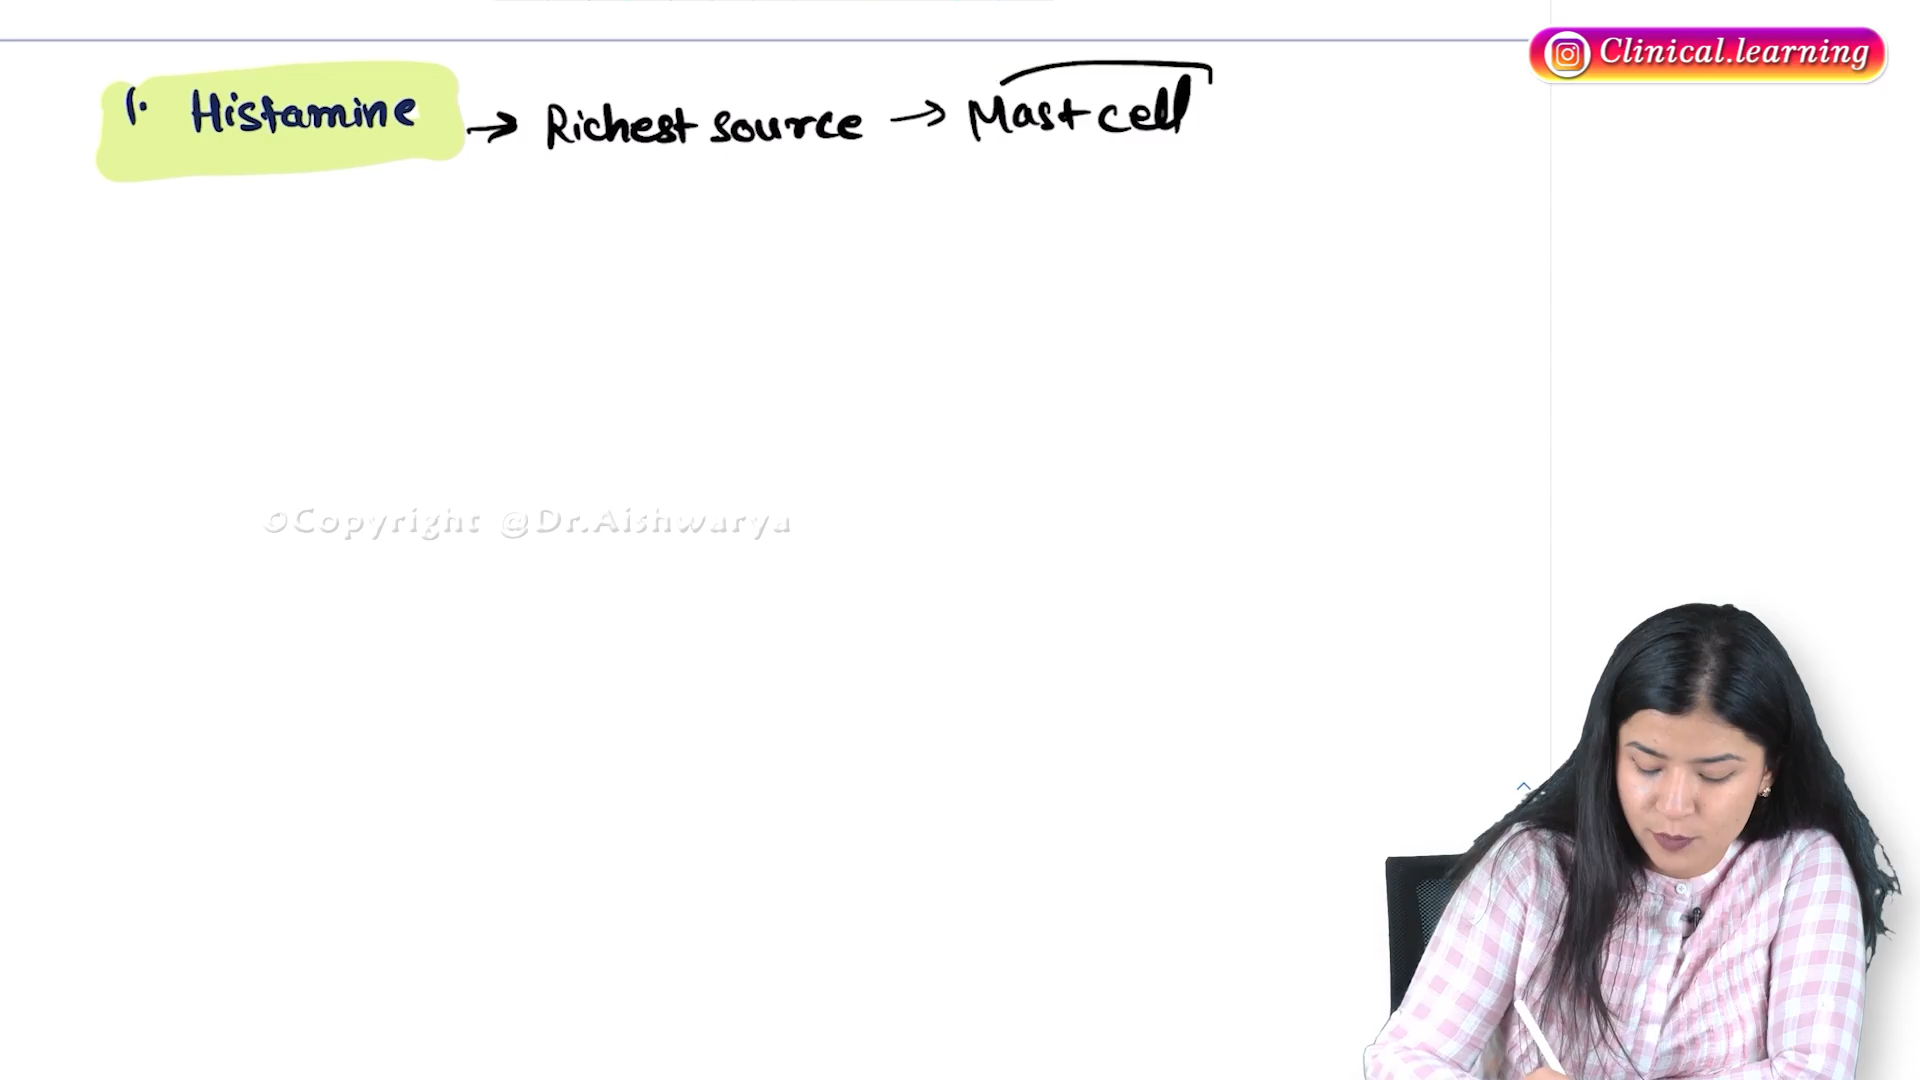 Clinical.learning
1. Histamine → Richest source → Mast cell
©Copyright @Dr.Aishwarya